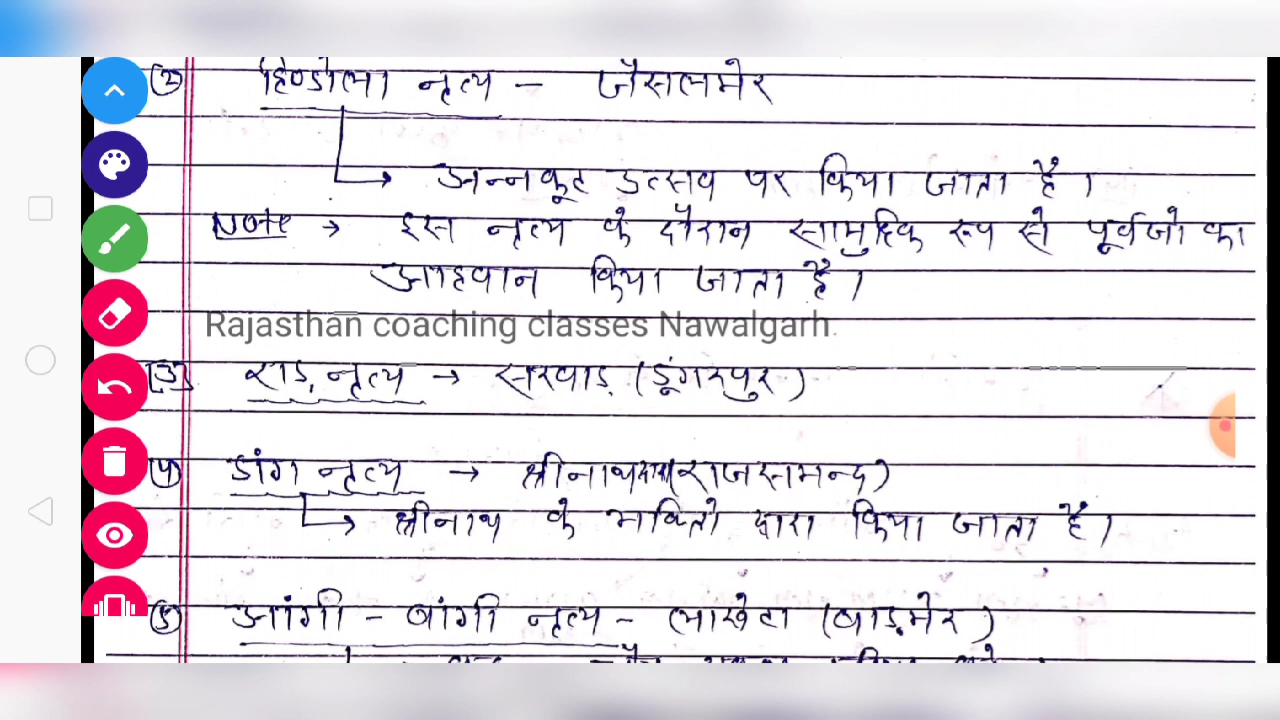 (2) हिण्डोला नृत्य - जैसलमेर
→ अन्नकूट उत्सव पर किया जाता है।
Note → इस नृत्य के दौरान सामुहिक रूप से पूर्वजो का
आहवान किया जाता है।
Rajasthan coaching classes Nawalgarh.
(3) राड़ नृत्य → सरवाड़ (डूंगरपुर)
(4) डांग नृत्य → श्रीनाथद्वारा (राजसमन्द)
→ श्रीनाथ के भक्तिो द्वारा किया जाता है।
(5) आंगी - बांगी नृत्य - लाखेटा (बाड़मेर)